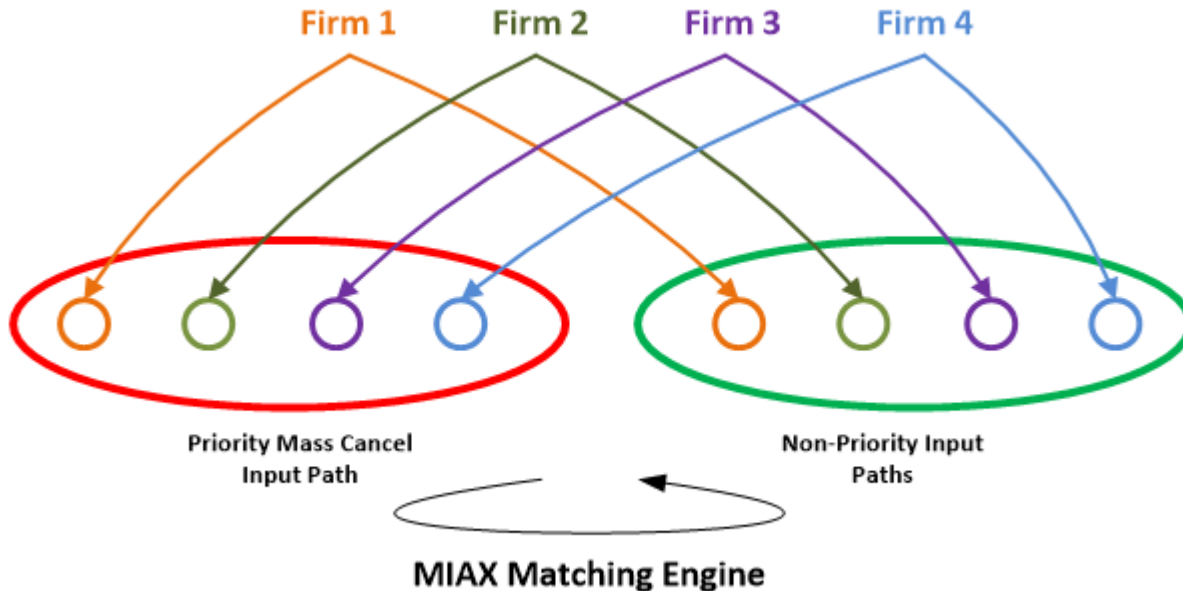 Firm 1
Firm 2
Firm 3
Firm 4
Priority Mass Cancel
Input Path
Non-Priority Input
Paths
MIAX Matching Engine